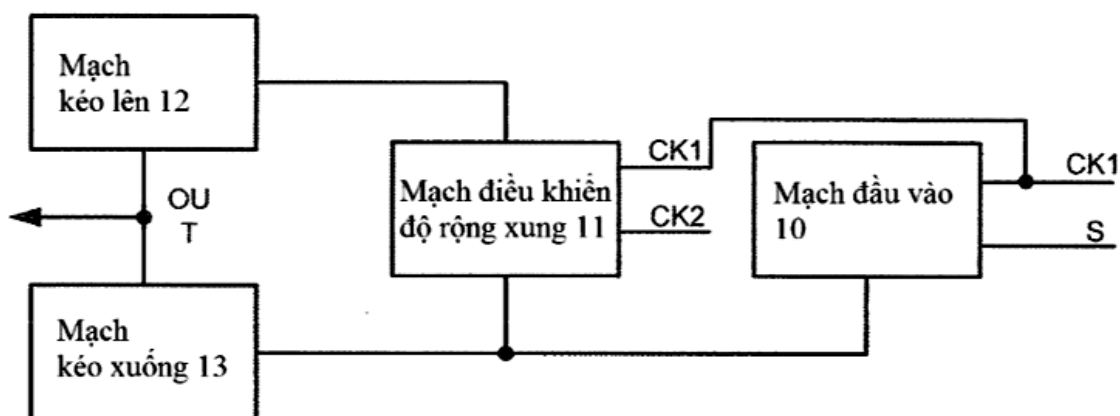 Mạch
kéo lên 12
OU
T
Mạch
kéo xuống 13
Mạch điều khiển
độ rộng xung 11
CK1
CK2
Mạch đầu vào
10
CK1
S